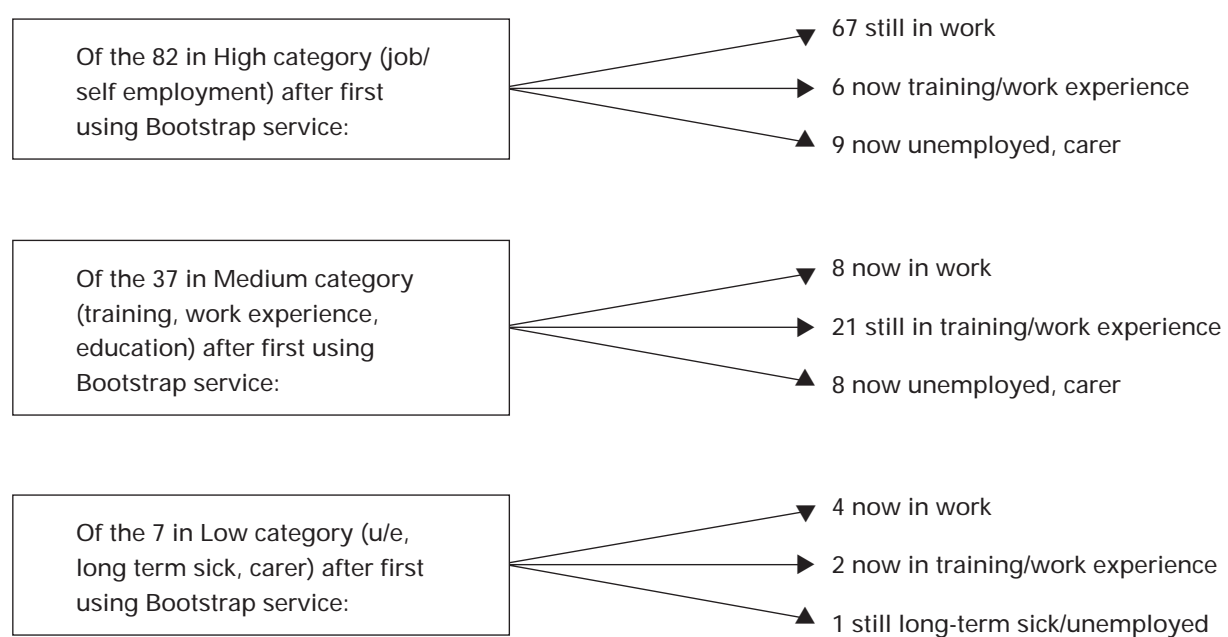 Of the 82 in High category (job/
self employment) after first
using Bootstrap service:
67 still in work
6 now training/work experience
9 now unemployed, carer
Of the 37 in Medium category
(training, work experience,
education) after first using
Bootstrap service:
8 now in work
21 still in training/work experience
8 now unemployed, carer
Of the 7 in Low category (u/e,
long term sick, carer) after first
using Bootstrap service:
4 now in work
2 now in training/work experience
1 still long-term sick/unemployed